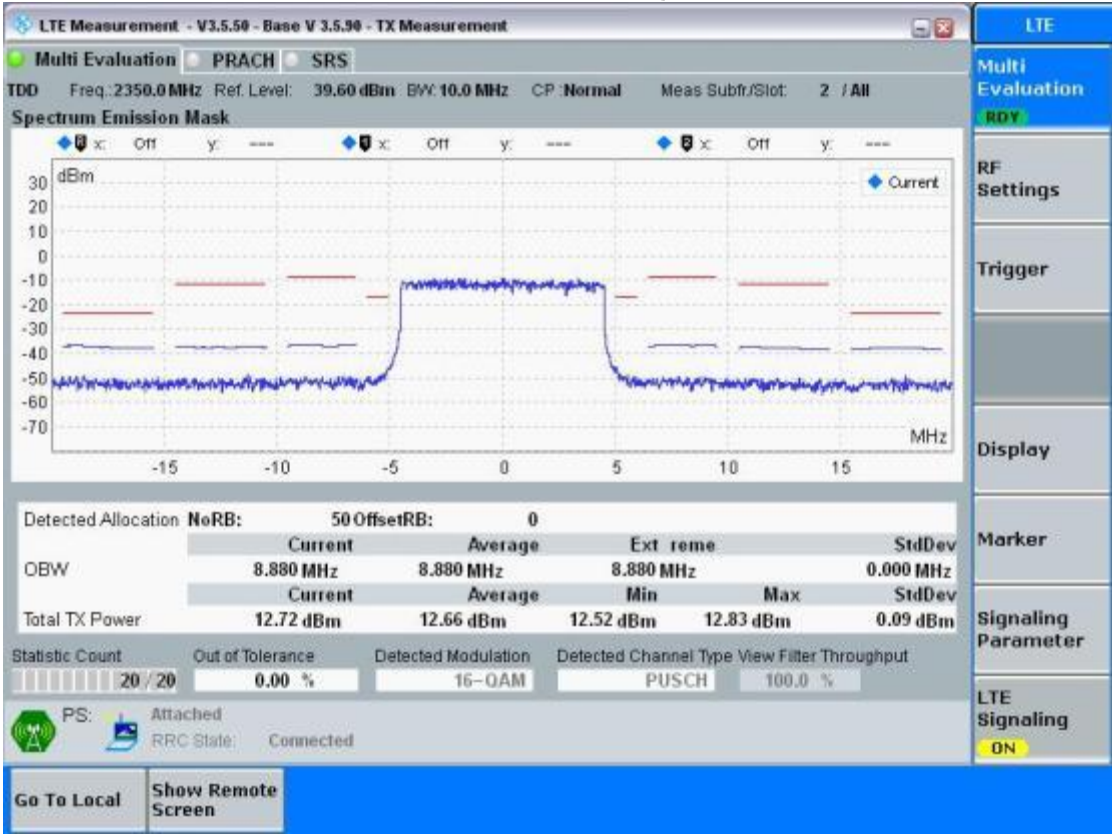 LTE Measurement - V3.5.50 - Base V 3.5.90 - TX Measurement
LTE
Multi Evaluation PRACH SRS
TDD Freq.:2350.0 MHz Ref. Level: 39.60 dBm BW: 10.0 MHz CP :Normal Meas Subfr./Slot: 2 / All
Spectrum Emission Mask
x: Off y: --- x: Off y: --- x: Off y: ---
dBm
Current
30
20
10
0
-10
-20
-30
-40
-50
-60
-70
MHz
-15 -10 -5 0 5 10 15
Detected Allocation NoRB: 50 OffsetRB: 0
Current Average Ext reme StdDev
OBW 8.880 MHz 8.880 MHz 8.880 MHz 0.000 MHz
Current Average Min Max StdDev
Total TX Power 12.72 dBm 12.66 dBm 12.52 dBm 12.83 dBm 0.09 dBm
Statistic Count Out of Tolerance Detected Modulation Detected Channel Type View Filter Throughput
20 / 20 0.00 % 16-QAM PUSCH 100.0 %
PS: Attached
RRC State: Connected
Multi
Evaluation
RDY
RF
Settings
Trigger
Display
Marker
Signaling
Parameter
LTE
Signaling
ON
Go To Local
Show Remote
Screen